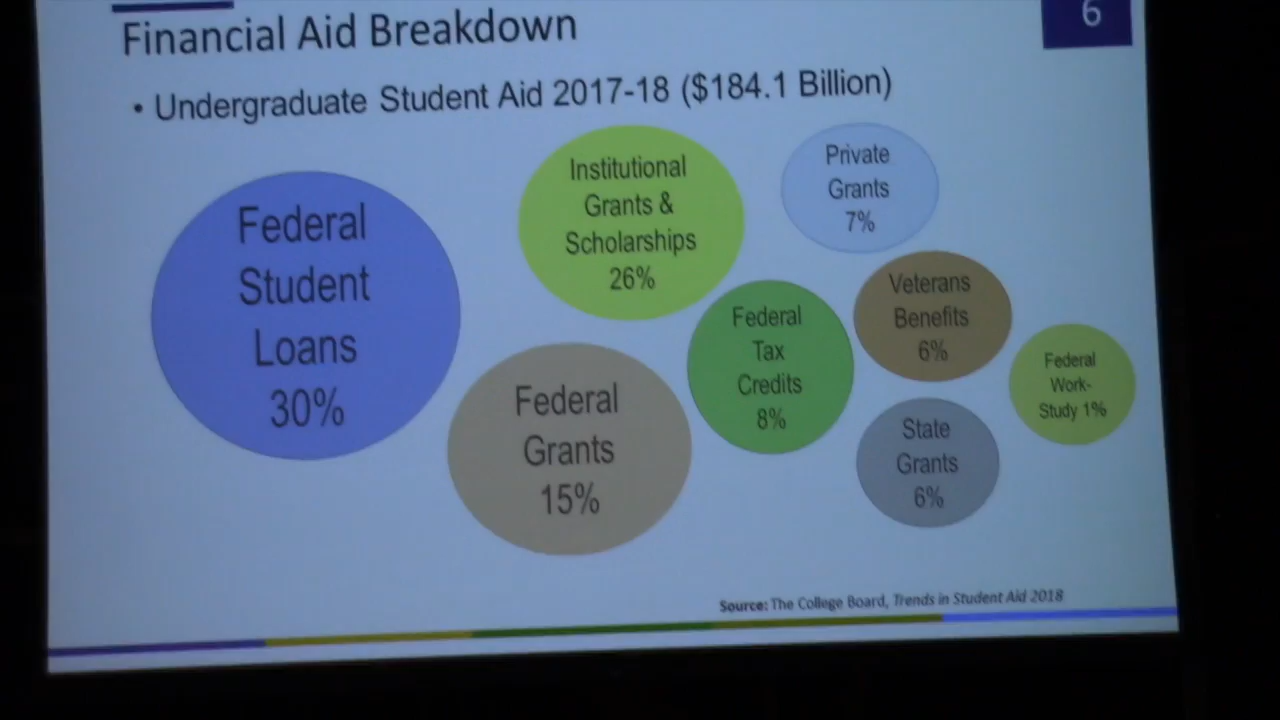 Financial Aid Breakdown
6
• Undergraduate Student Aid 2017-18 ($184.1 Billion)
Federal
Student
Loans
30%
Institutional
Grants &
Scholarships
26%
Private
Grants
7%
Federal
Grants
15%
Federal
Tax
Credits
8%
Veterans
Benefits
6%
State
Grants
6%
Federal
Work-
Study 1%
Source: The College Board, Trends in Student Aid 2018